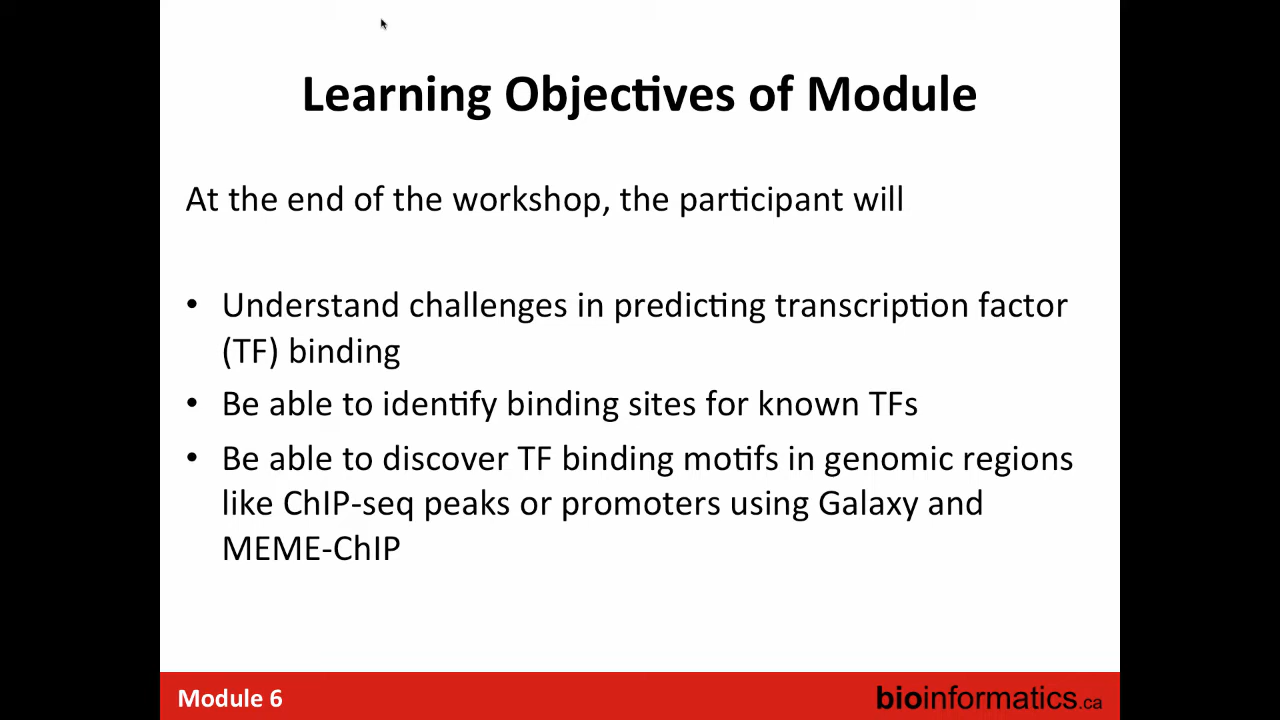 Learning Objectives of Module
At the end of the workshop, the participant will
• Understand challenges in predicting transcription factor
(TF) binding
• Be able to identify binding sites for known TFs
• Be able to discover TF binding motifs in genomic regions
like ChIP-seq peaks or promoters using Galaxy and
MEME-ChIP
Module 6
bioinformatics.ca